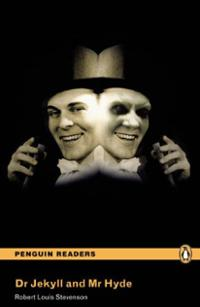 PENGUIN READERS
Dr Jekyll and Mr Hyde
Robert Louis Stevenson